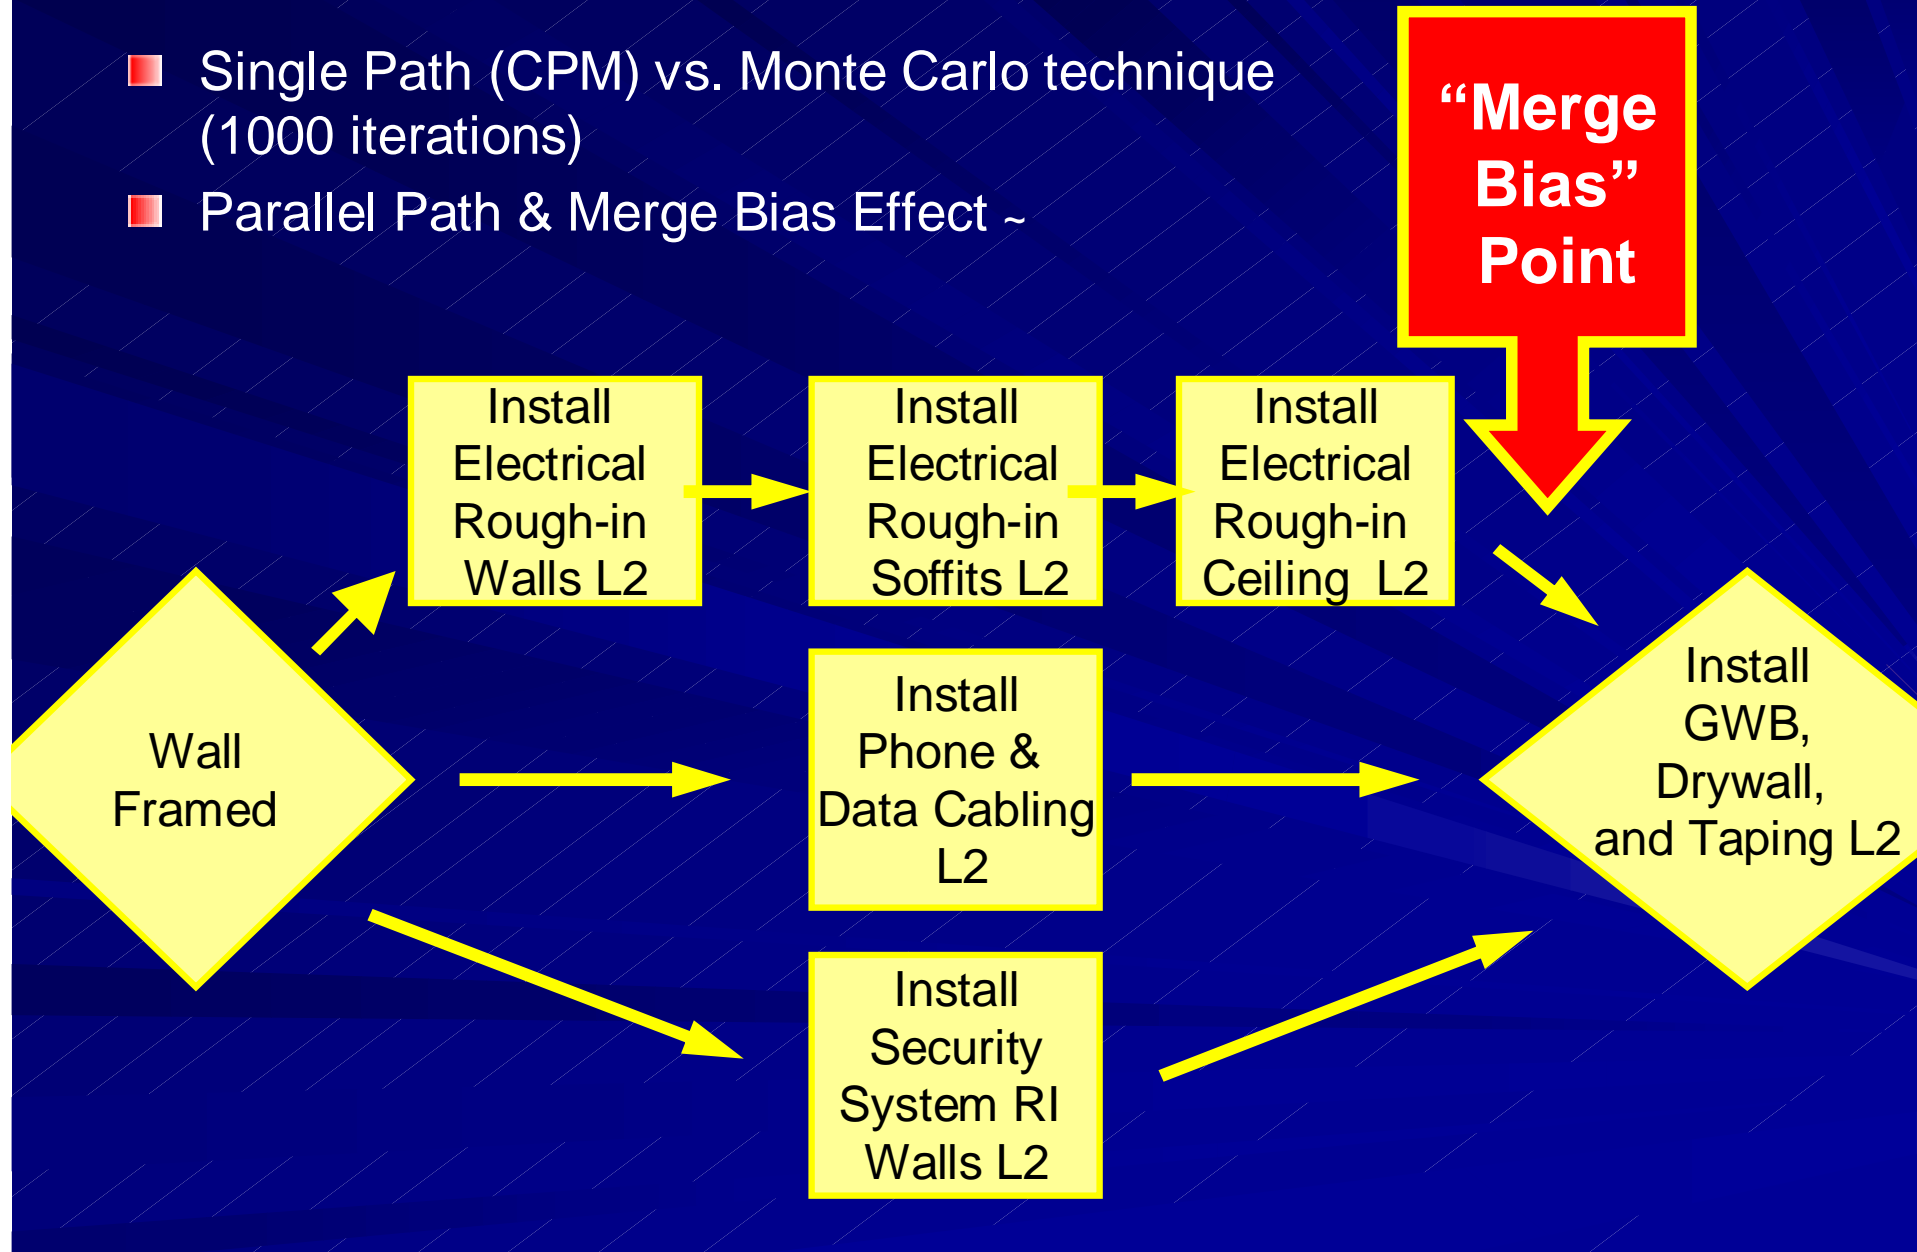 Single Path (CPM) vs. Monte Carlo technique
(1000 iterations)
Parallel Path & Merge Bias Effect ~
“Merge
Bias”
Point
Install
Electrical
Rough-in
Walls L2
Install
Electrical
Rough-in
Soffits L2
Install
Electrical
Rough-in
Ceiling L2
Wall
Framed
Install
Phone &
Data Cabling
L2
Install
GWB,
Drywall,
and Taping L2
Install
Security
System RI
Walls L2